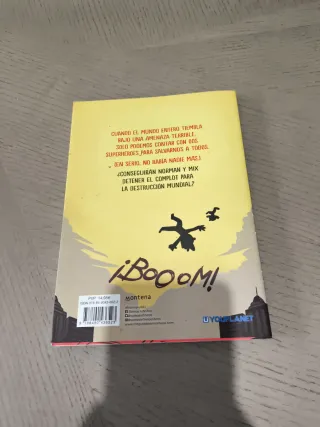 CUANDO EL MUNDO ENTERO TIEMBLA
BAJO UNA AMENAZA TERRIBLE,
SOLO PODEMOS CONTAR CON DOS
SUPERHÉROES PARA SALVARNOS A TODOS.
(EN SERIO, NO HABÍA NADIE MÁS.)
¿CONSEGUIRÁN NORMAN Y MIX
DETENER EL COMPLOT PARA
LA DESTRUCCIÓN MUNDIAL?
¡BOOOM!
montena
YOUPLANET